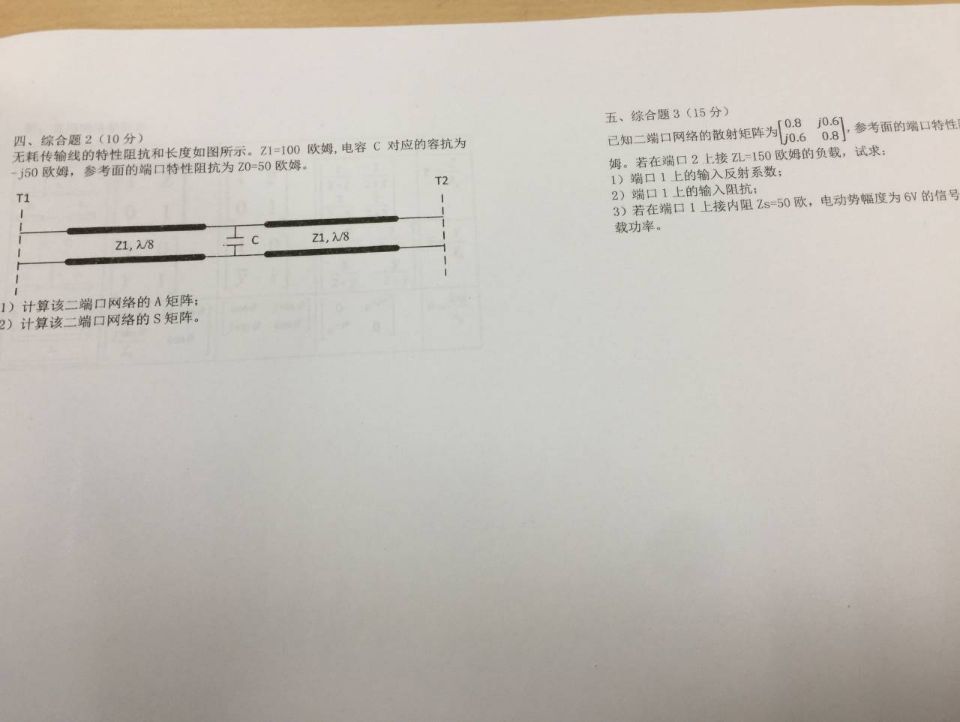 四、综合题 2（10 分）
无耗传输线的特性阻抗和长度如图所示。Z1=100 欧姆,电容 C 对应的容抗为
-j50 欧姆，参考面的端口特性阻抗为 Z0=50 欧姆。
T1
T2
Z1, λ/8
C
Z1, λ/8
1）计算该二端口网络的 A 矩阵；
2）计算该二端口网络的 S 矩阵。
五、综合题 3（15 分）
已知二端口网络的散射矩阵为[0.8 j0.6
j0.6 0.8]，参考面的端口特性
姆。若在端口 2 上接 ZL=150 欧姆的负载，试求：
1）端口 1 上的输入反射系数；
2）端口 1 上的输入阻抗；
3）若在端口 1 上接内阻 Zs=50 欧，电动势幅度为 6V 的信号
载功率。